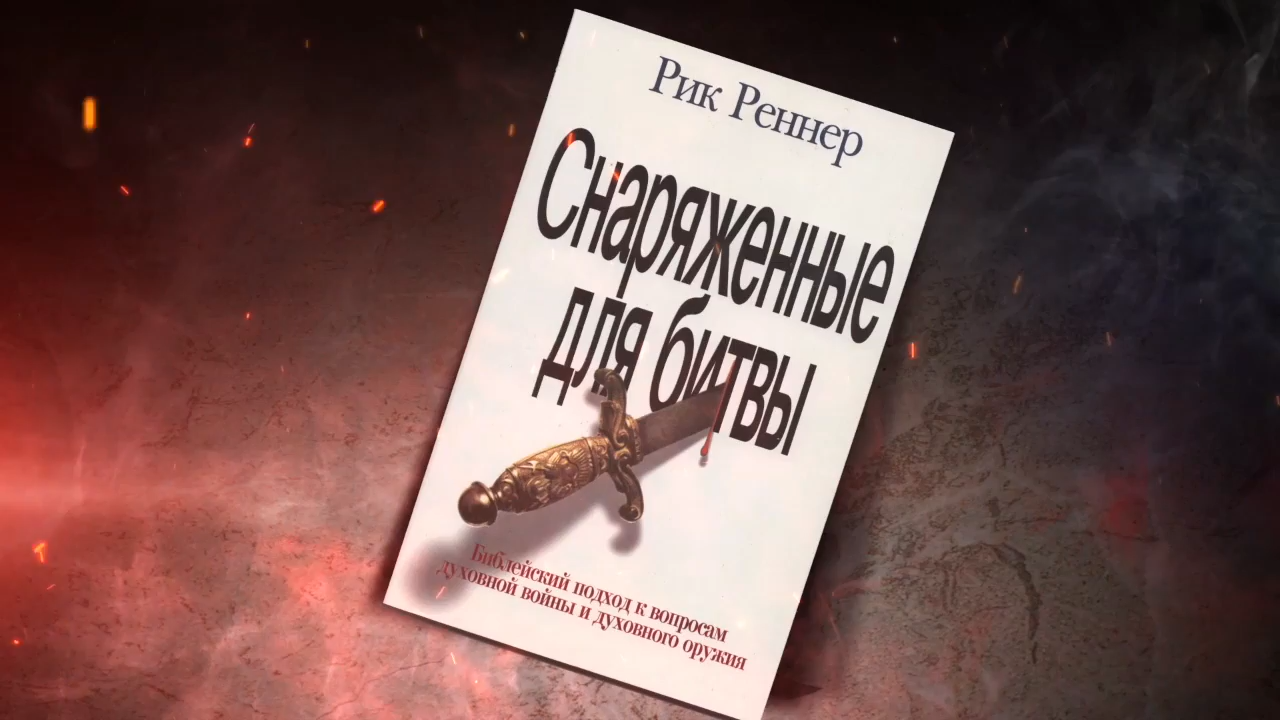 Рик Реннер
Снаряженные
для битвы
Библейский подход к вопросам
духовной войны и духовного оружия